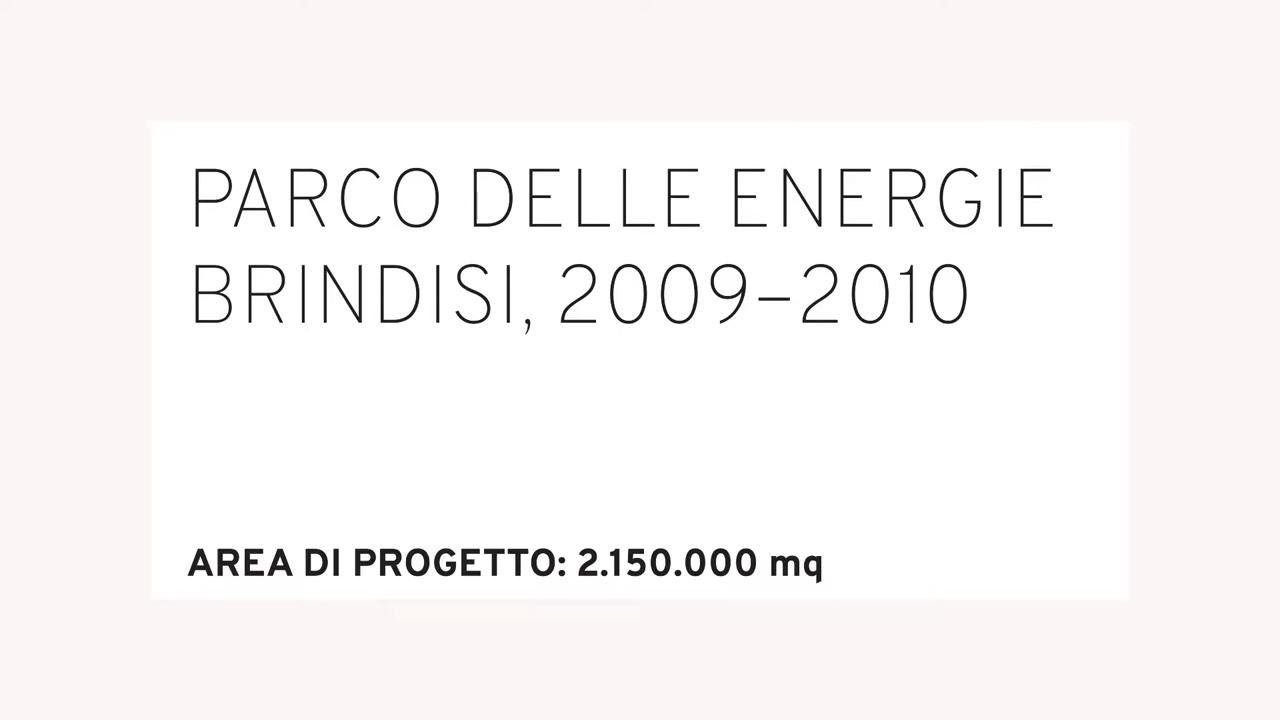 PARCO DELLE ENERGIE
BRINDISI, 2009–2010
AREA DI PROGETTO: 2.150.000 mq